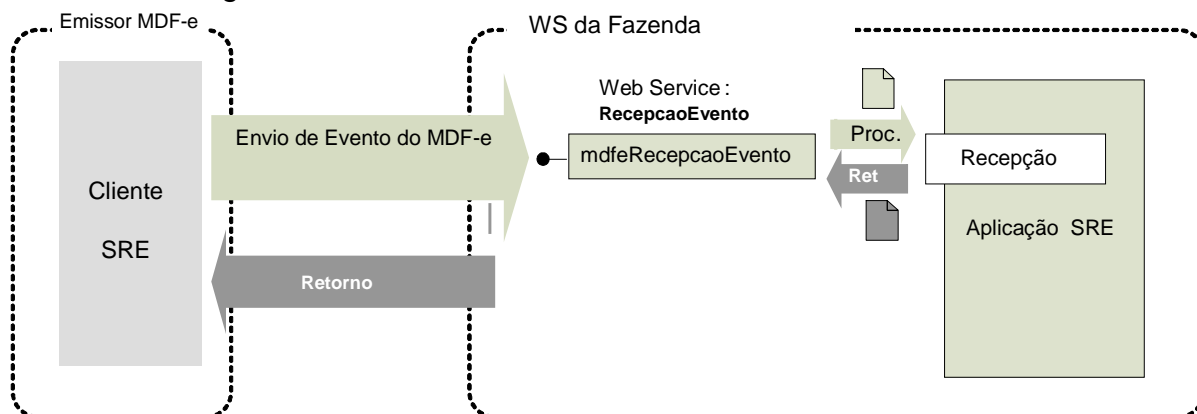 Emissor MDF-e
WS da Fazenda
Web Service :
RecepcaoEvento
Envio de Evento do MDF-e
mdfeRecepcaoEvento
Proc.
Ret
Recepção
Cliente
SRE
Aplicação SRE
Retorno